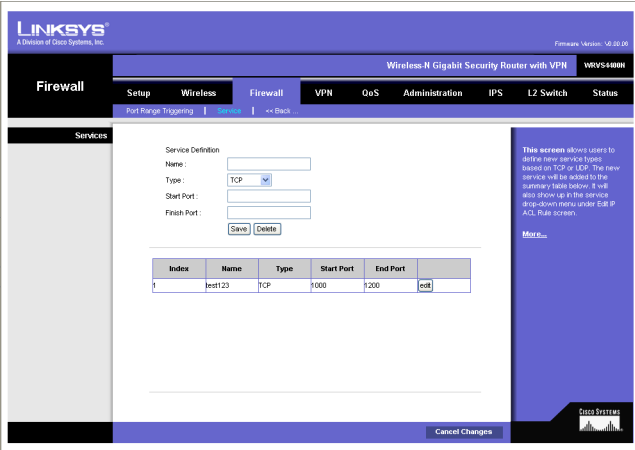 LINKSYS®
A Division of Cisco Systems, Inc.
Firmware Version: V0.00.06
Wireless-N Gigabit Security Router with VPN WRVS4400N
Firewall
Setup Wireless Firewall VPN QoS Administration IPS L2 Switch Status
Port Range Triggering | Service | << Back ...
Services
Service Definition
Name :
Type : TCP
Start Port :
Finish Port :
Save Delete
Index Name Type Start Port End Port
1 test123 TCP 1000 1200 edit
This screen allows users to
define new service types
based on TCP or UDP. The new
service will be added to the
summary table below. It will
also show up in the service
drop-down menu under Edit IP
ACL Rule screen.
More...
Cancel Changes
CISCO SYSTEMS